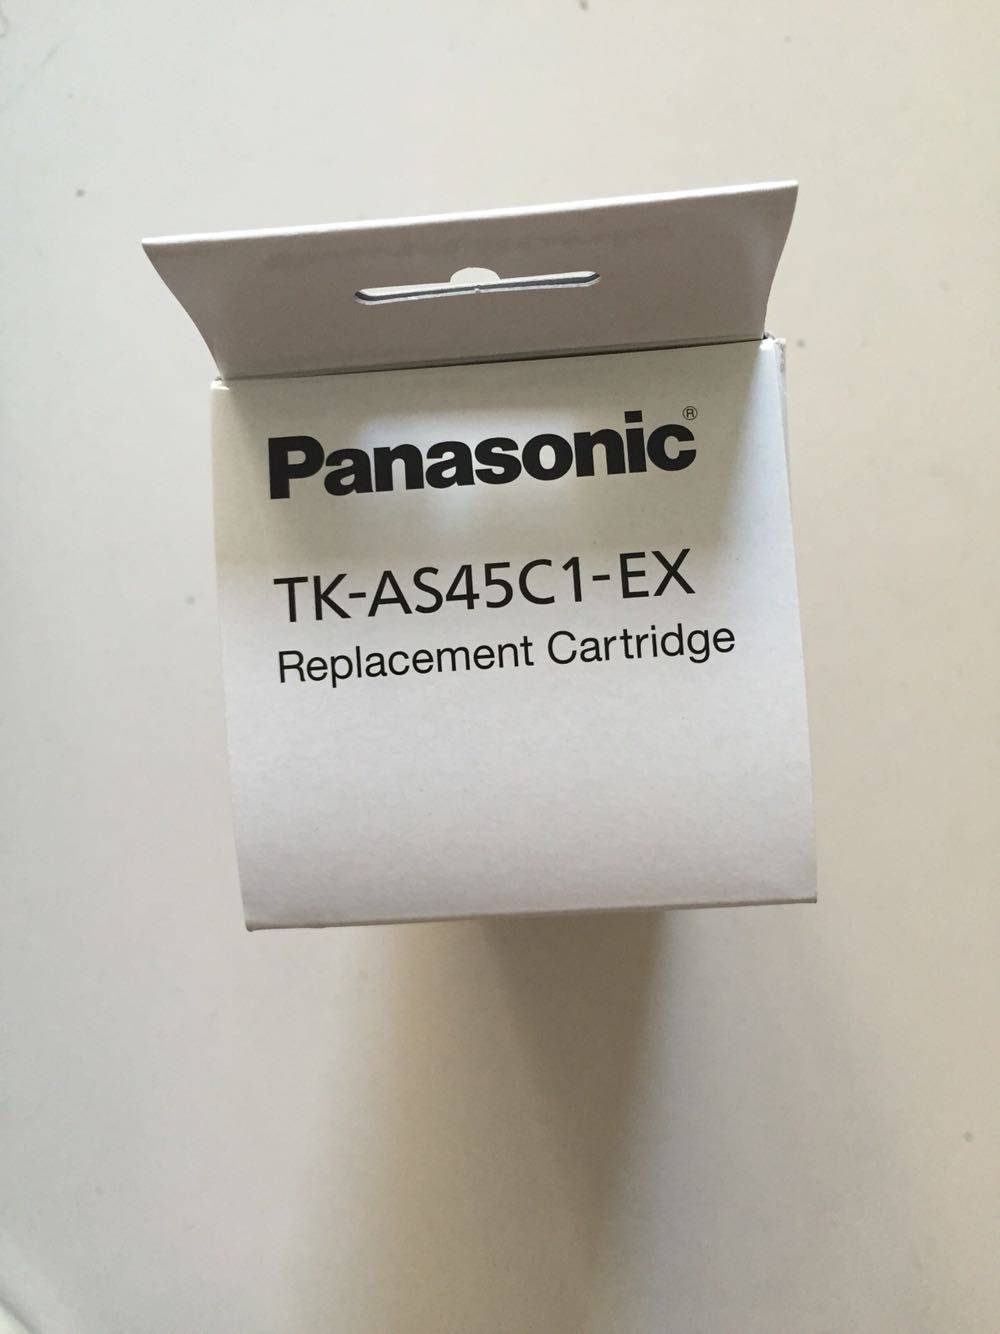 Panasonic®
TK-AS45C1-EX
Replacement Cartridge